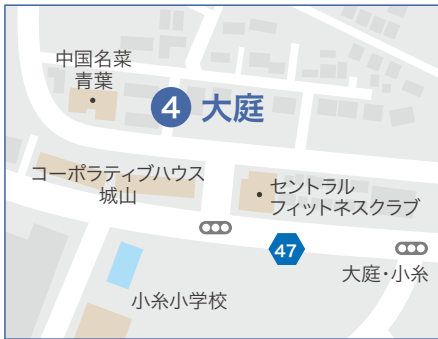 中国名菜
青葉
4 大庭
コーポラティブハウス
城山
セントラル
フィットネスクラブ
47
大庭・小糸
小糸小学校